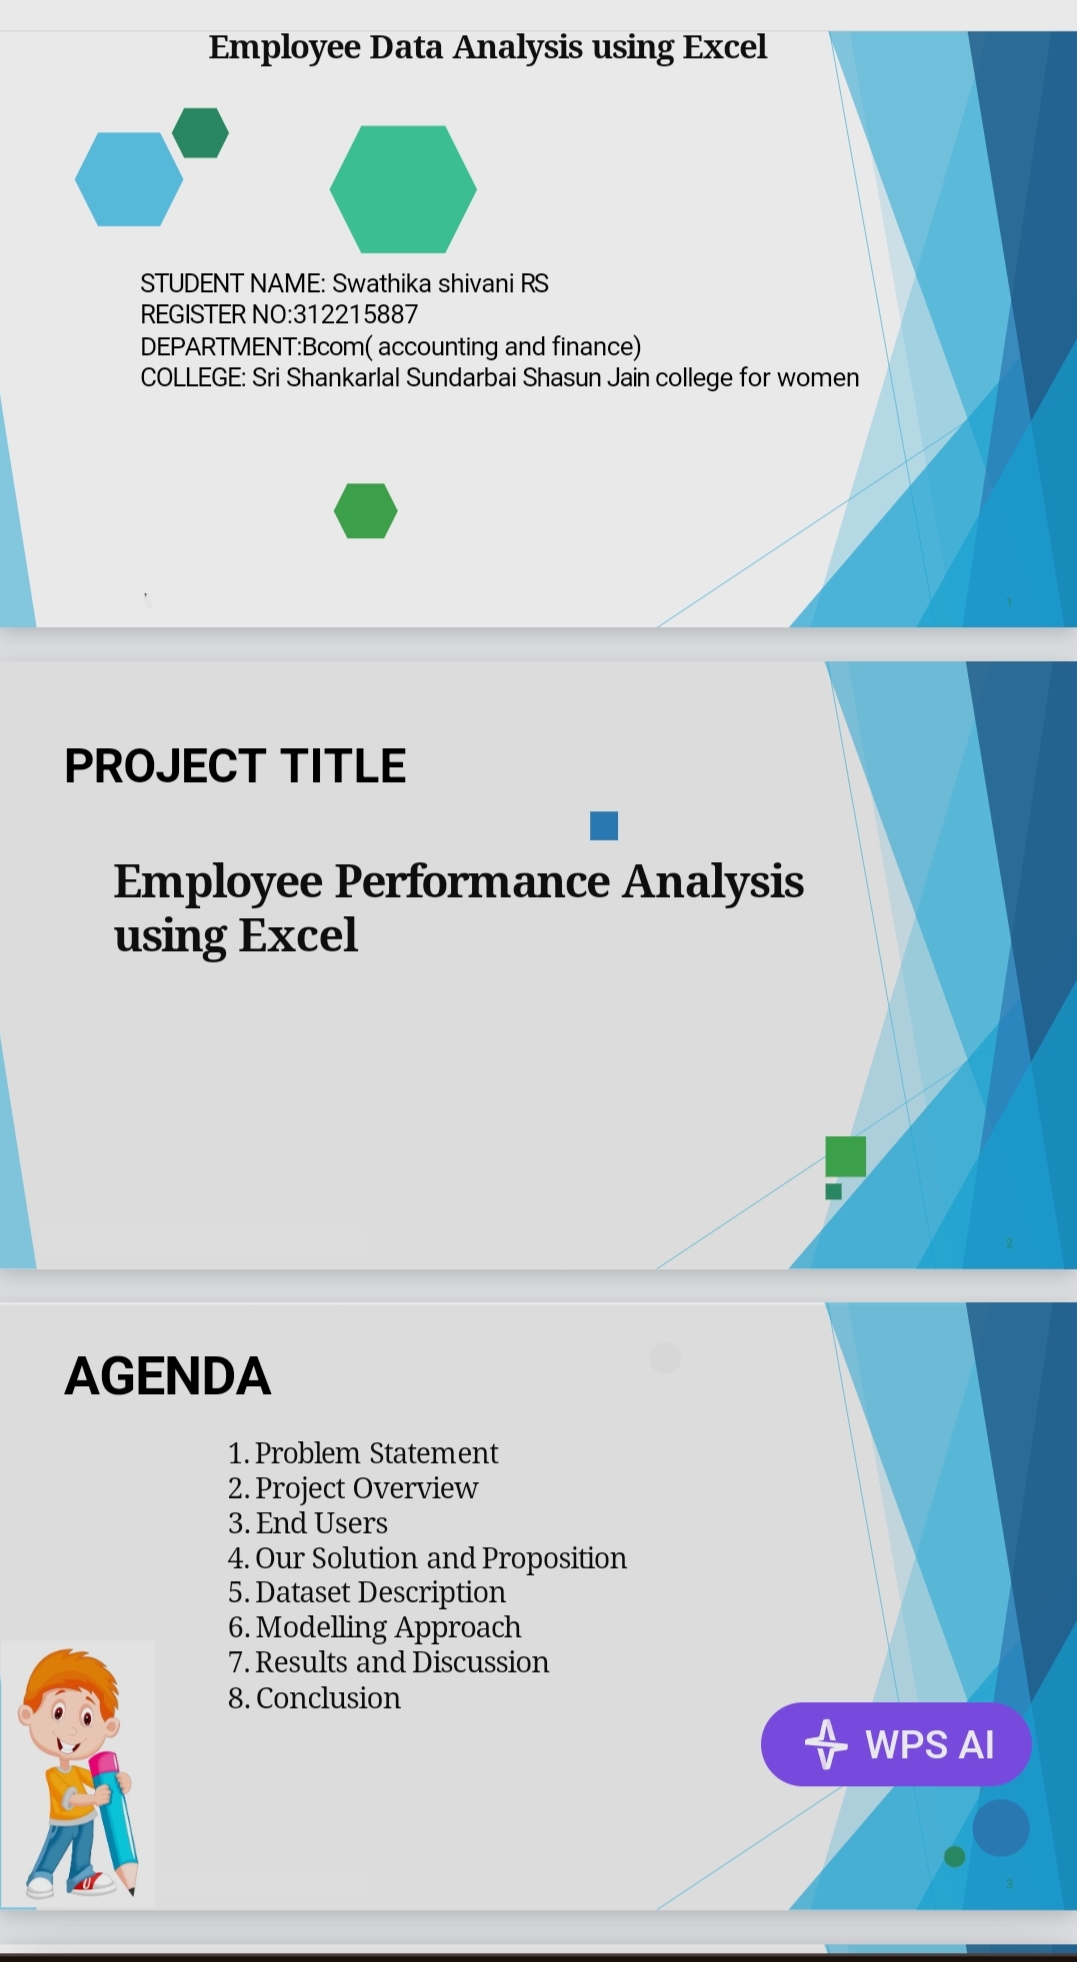 Employee Data Analysis using Excel
STUDENT NAME: Swathika shivani RS
REGISTER NO:312215887
DEPARTMENT:Bcom( accounting and finance)
COLLEGE: Sri Shankarlal Sundarbai Shasun Jain college for women
1
PROJECT TITLE
Employee Performance Analysis
using Excel
2
AGENDA
1. Problem Statement
2. Project Overview
3. End Users
4. Our Solution and Proposition
5. Dataset Description
6. Modelling Approach
7. Results and Discussion
8. Conclusion
WPS AI
3